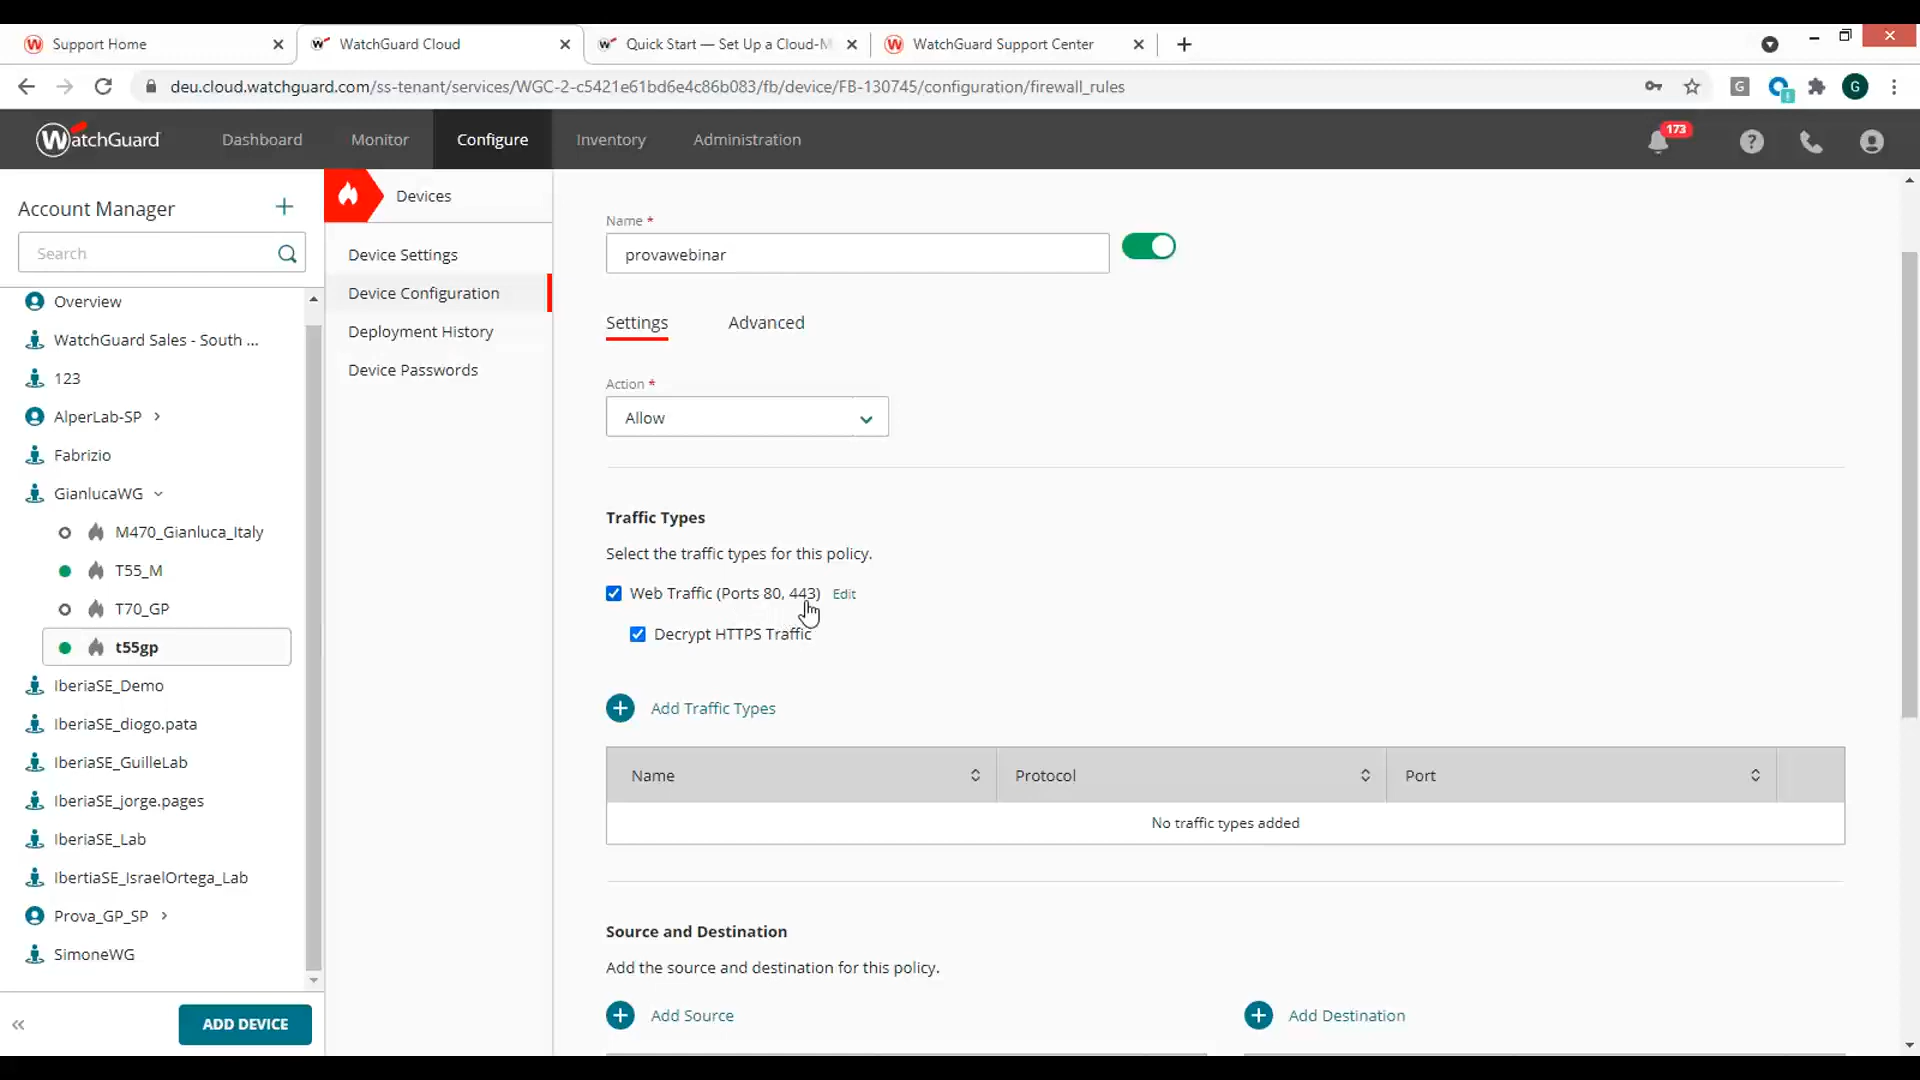 Support Home
WatchGuard Cloud
Quick Start — Set Up a Cloud-M
WatchGuard Support Center
deu.cloud.watchguard.com/ss-tenant/services/WGC-2-c5421e61bd6e4c86b083/fb/device/FB-130745/configuration/firewall_rules
G
G
WatchGuard
Dashboard
Monitor
Configure
Inventory
Administration
173
Account Manager
Search
Overview
WatchGuard Sales - South ...
123
AlperLab-SP
Fabrizio
GianlucaWG
M470_Gianluca_Italy
T55_M
T70_GP
t55gp
IberiaSE_Demo
IberiaSE_diogo.pata
IberiaSE_GuilleLab
IberiaSE_jorge.pages
IberiaSE_Lab
IbertiaSE_IsraelOrtega_Lab
Prova_GP_SP
SimoneWG
ADD DEVICE
Devices
Device Settings
Device Configuration
Deployment History
Device Passwords
Name *
provawebinar
Settings
Advanced
Action *
Allow
Traffic Types
Select the traffic types for this policy.
Web Traffic (Ports 80, 443) Edit
Decrypt HTTPS Traffic
Add Traffic Types
Name
Protocol
Port
No traffic types added
Source and Destination
Add the source and destination for this policy.
Add Source
Add Destination